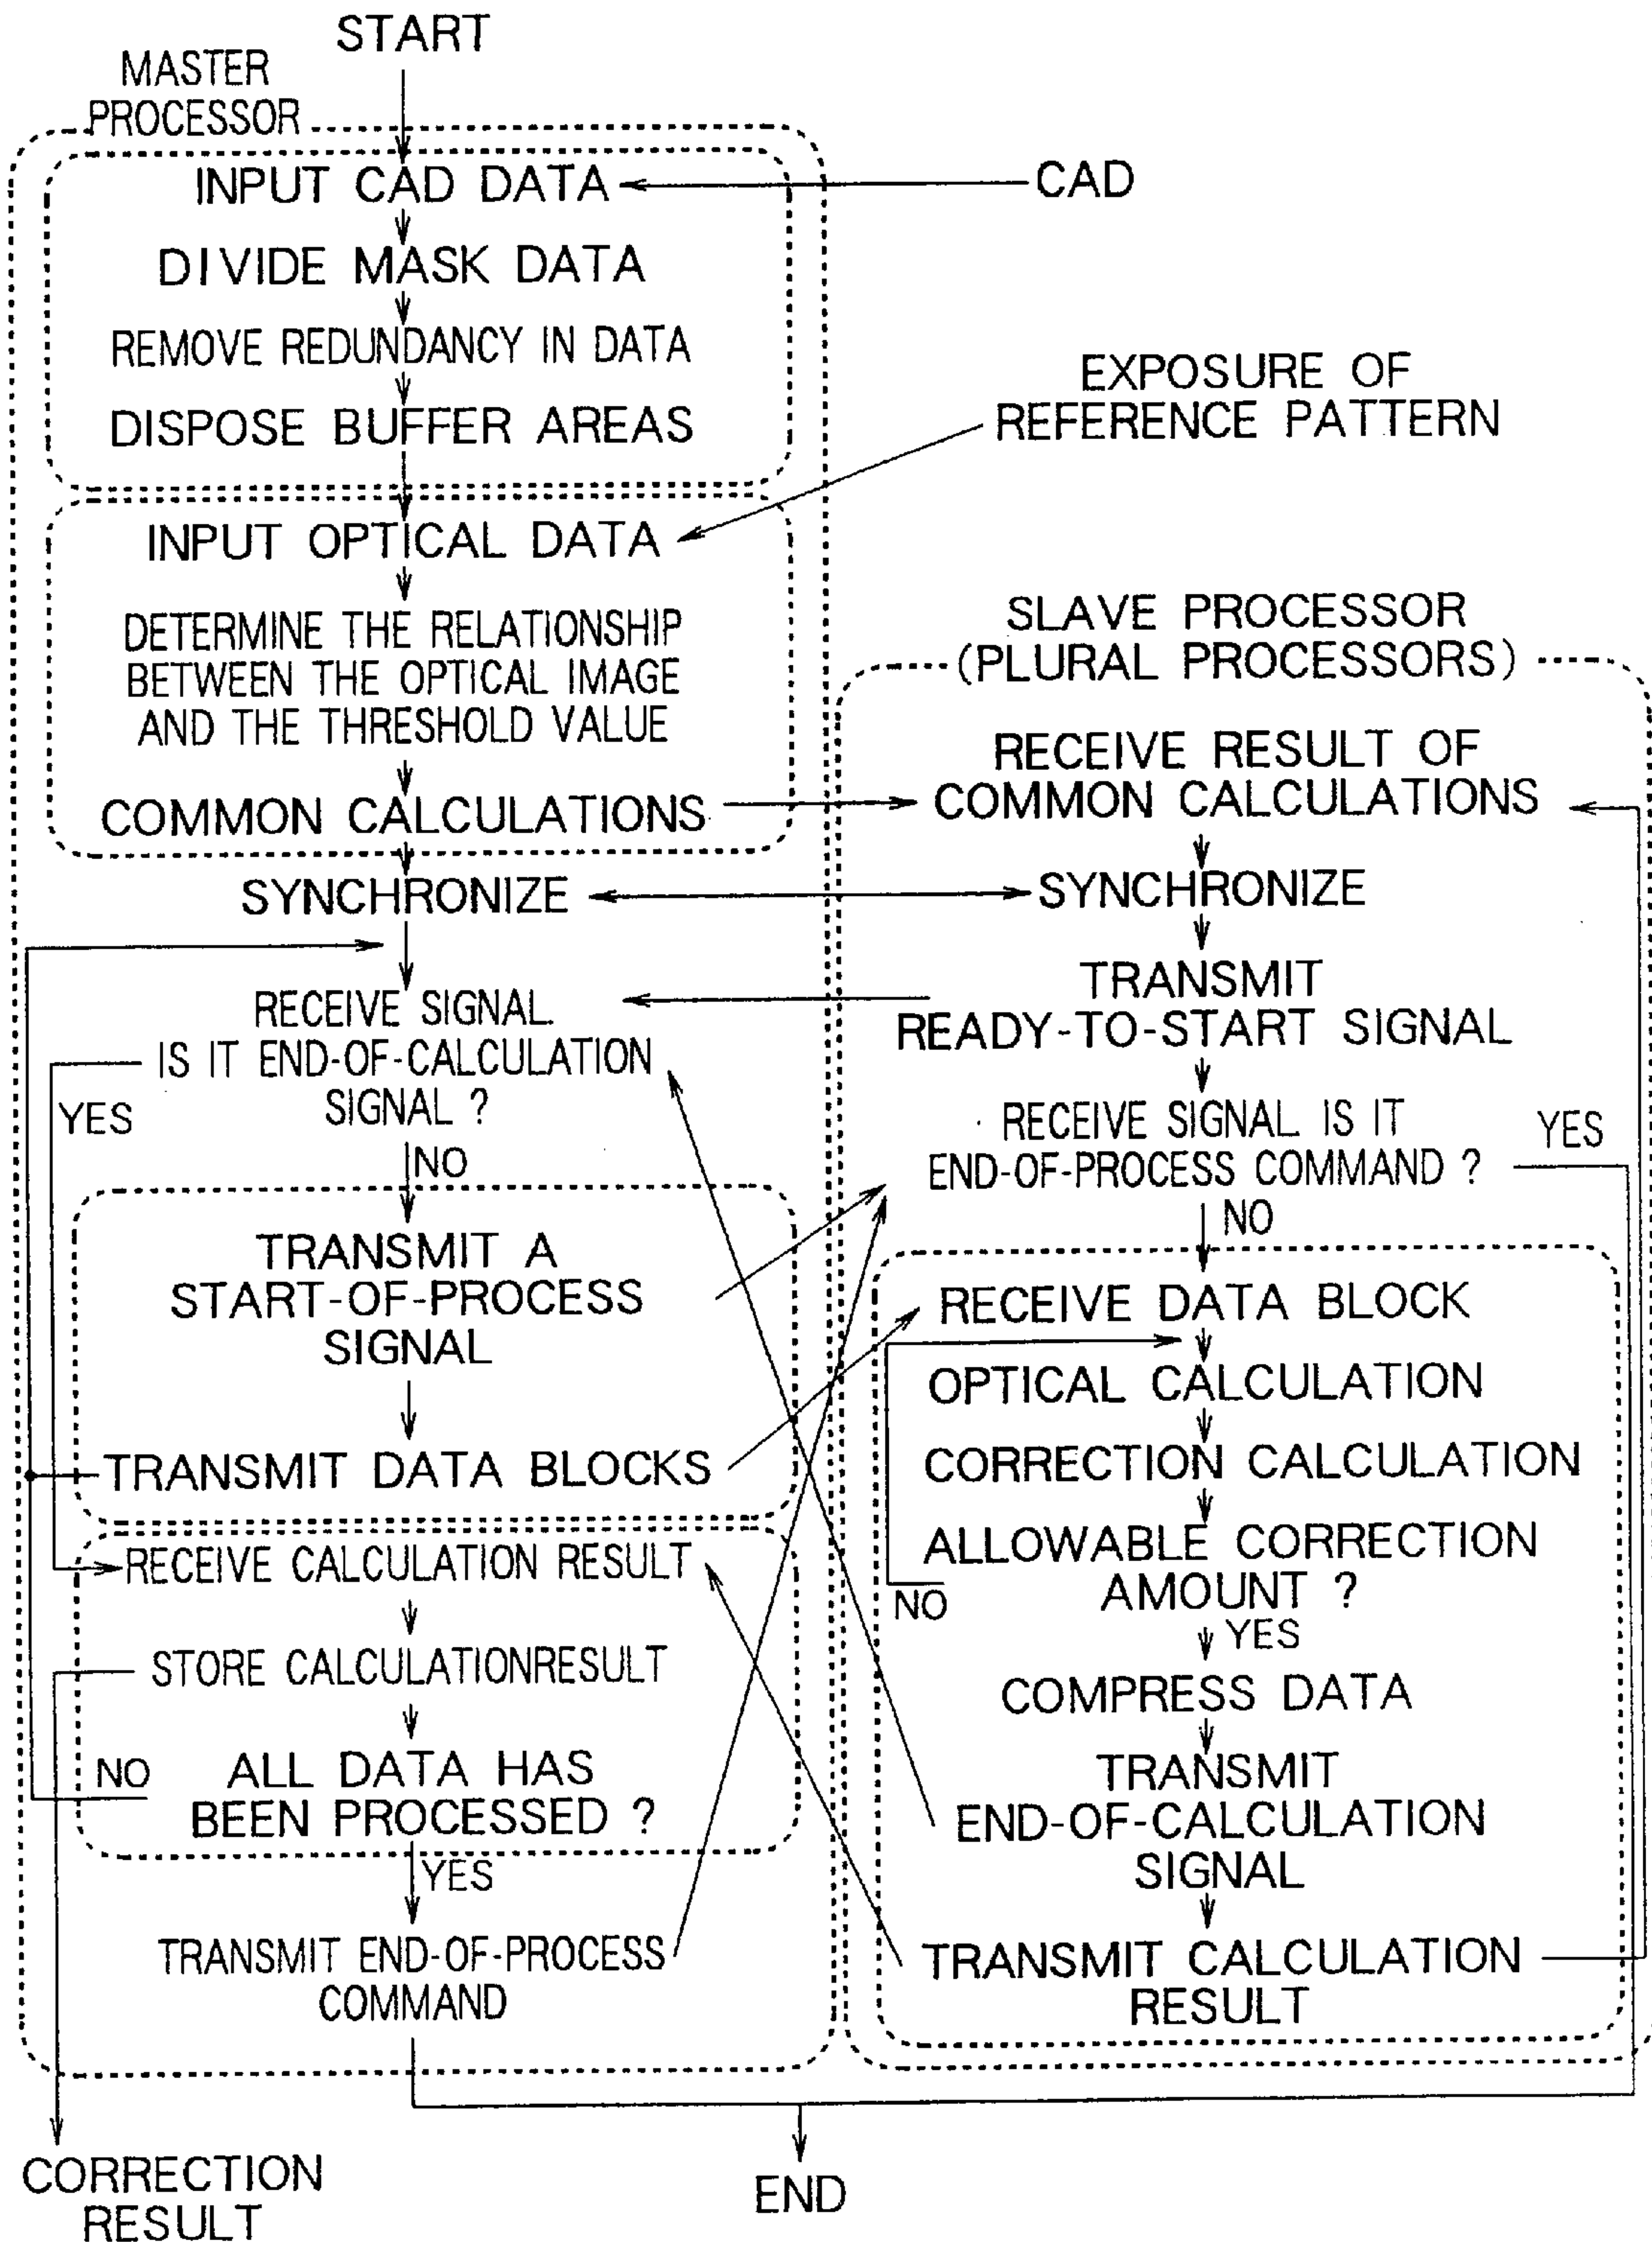 START
MASTER
PROCESSOR
INPUT CAD DATA
CAD
DIVIDE MASK DATA
REMOVE REDUNDANCY IN DATA
DISPOSE BUFFER AREAS
EXPOSURE OF
REFERENCE PATTERN
INPUT OPTICAL DATA
DETERMINE THE RELATIONSHIP
BETWEEN THE OPTICAL IMAGE
AND THE THRESHOLD VALUE
COMMON CALCULATIONS
SYNCHRONIZE
RECEIVE SIGNAL.
IS IT END-OF-CALCULATION
SIGNAL ?
YES
NO
TRANSMIT A
START-OF-PROCESS
SIGNAL
TRANSMIT DATA BLOCKS
RECEIVE CALCULATION RESULT
STORE CALCULATIONRESULT
NO
ALL DATA HAS
BEEN PROCESSED ?
YES
TRANSMIT END-OF-PROCESS
COMMAND
SLAVE PROCESSOR
(PLURAL PROCESSORS)
RECEIVE RESULT OF
COMMON CALCULATIONS
SYNCHRONIZE
TRANSMIT
READY-TO-START SIGNAL
RECEIVE SIGNAL IS IT
END-OF-PROCESS COMMAND ?
YES
NO
RECEIVE DATA BLOCK
OPTICAL CALCULATION
CORRECTION CALCULATION
ALLOWABLE CORRECTION
AMOUNT ?
NO
YES
COMPRESS DATA
TRANSMIT
END-OF-CALCULATION
SIGNAL
TRANSMIT CALCULATION
RESULT
CORRECTION
RESULT
END